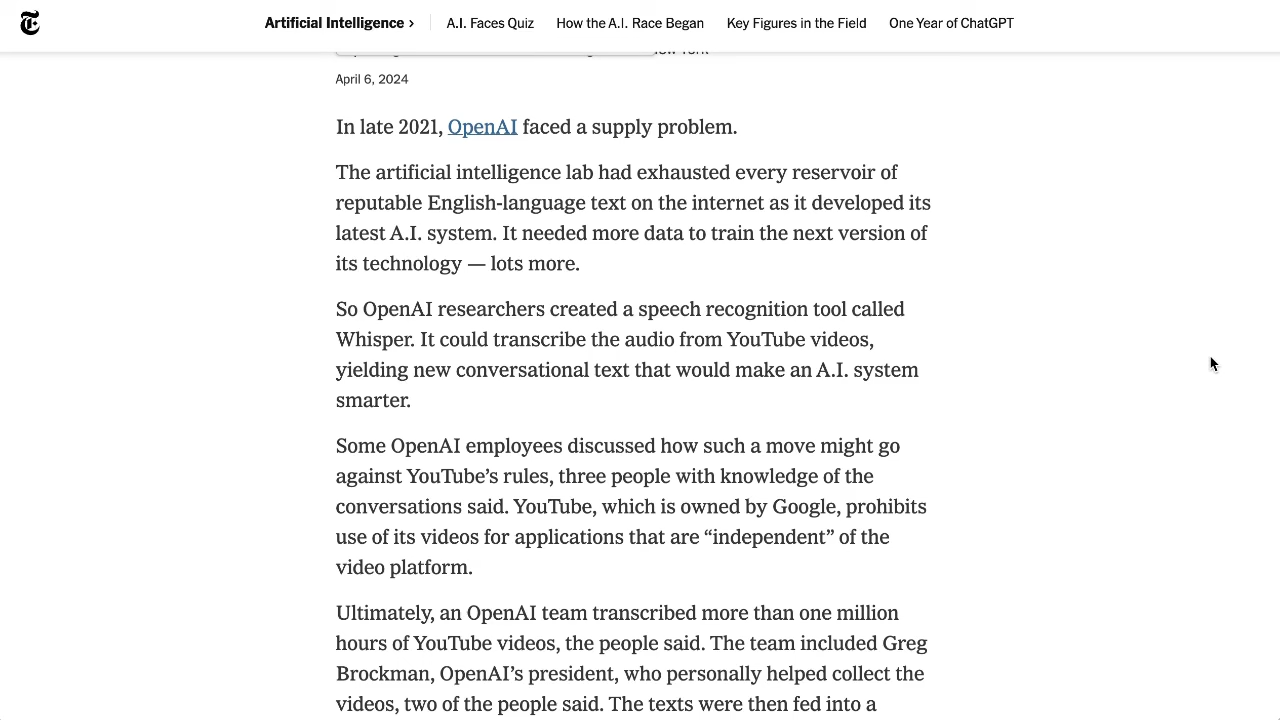 Artificial Intelligence › A.I. Faces Quiz How the A.I. Race Began Key Figures in the Field One Year of ChatGPT
April 6, 2024
In late 2021, OpenAI faced a supply problem.
The artificial intelligence lab had exhausted every reservoir of
reputable English-language text on the internet as it developed its
latest A.I. system. It needed more data to train the next version of
its technology — lots more.
So OpenAI researchers created a speech recognition tool called
Whisper. It could transcribe the audio from YouTube videos,
yielding new conversational text that would make an A.I. system
smarter.
Some OpenAI employees discussed how such a move might go
against YouTube’s rules, three people with knowledge of the
conversations said. YouTube, which is owned by Google, prohibits
use of its videos for applications that are “independent” of the
video platform.
Ultimately, an OpenAI team transcribed more than one million
hours of YouTube videos, the people said. The team included Greg
Brockman, OpenAI’s president, who personally helped collect the
videos, two of the people said. The texts were then fed into a